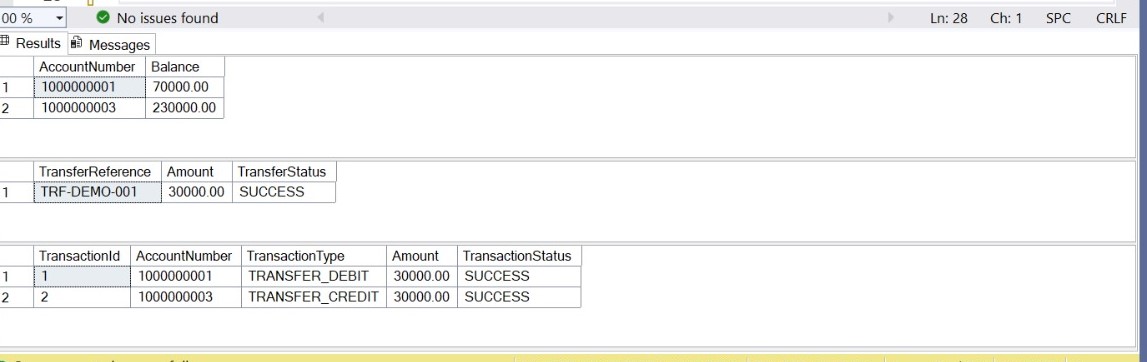 00 % No issues found Ln: 28 Ch: 1 SPC CRLF
Results Messages
AccountNumber Balance
1 1000000001 70000.00
2 1000000003 230000.00
TransferReference Amount TransferStatus
1 TRF-DEMO-001 30000.00 SUCCESS
TransactionId AccountNumber TransactionType Amount TransactionStatus
1 1 1000000001 TRANSFER_DEBIT 30000.00 SUCCESS
2 2 1000000003 TRANSFER_CREDIT 30000.00 SUCCESS